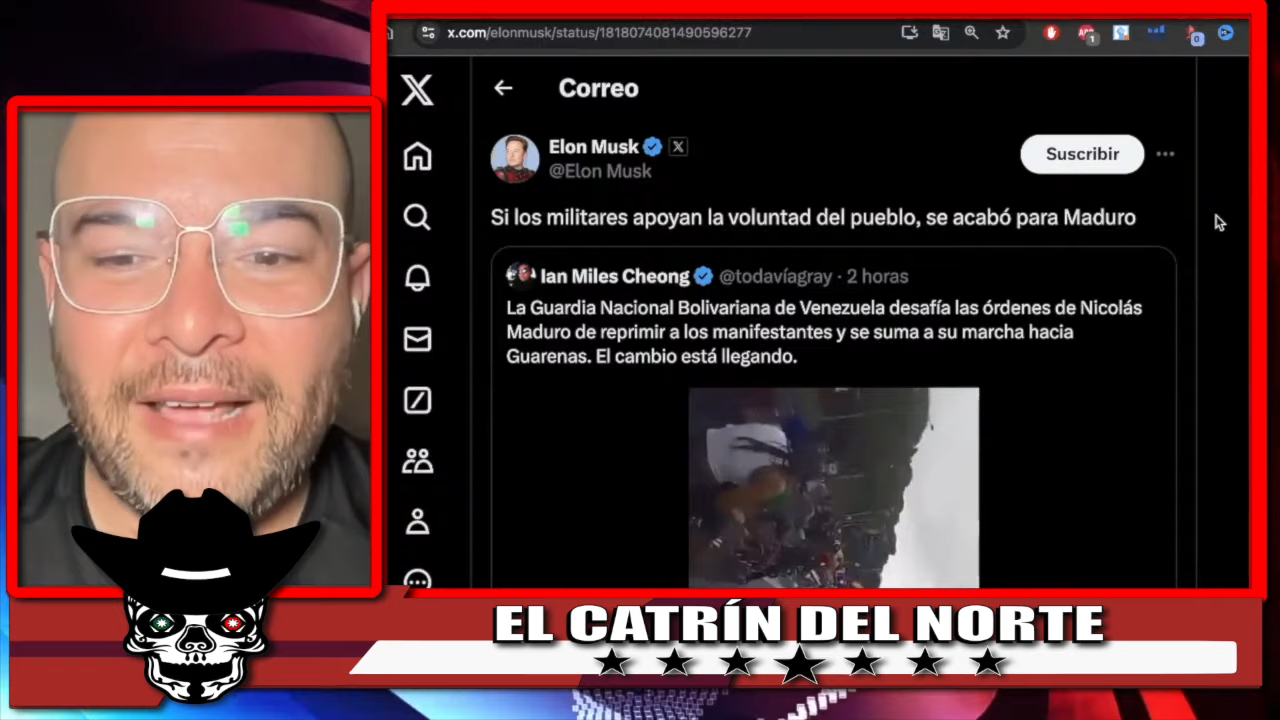 x.com/elonmusk/status/1818074081490596277
Correo
Elon Musk
@Elon Musk
Suscribir
Si los militares apoyan la voluntad del pueblo, se acabó para Maduro
Ian Miles Cheong @todavíagray · 2 horas
La Guardia Nacional Bolivariana de Venezuela desafía las órdenes de Nicolás
Maduro de reprimir a los manifestantes y se suma a su marcha hacia
Guarenas. El cambio está llegando.
EL CATRÍN DEL NORTE